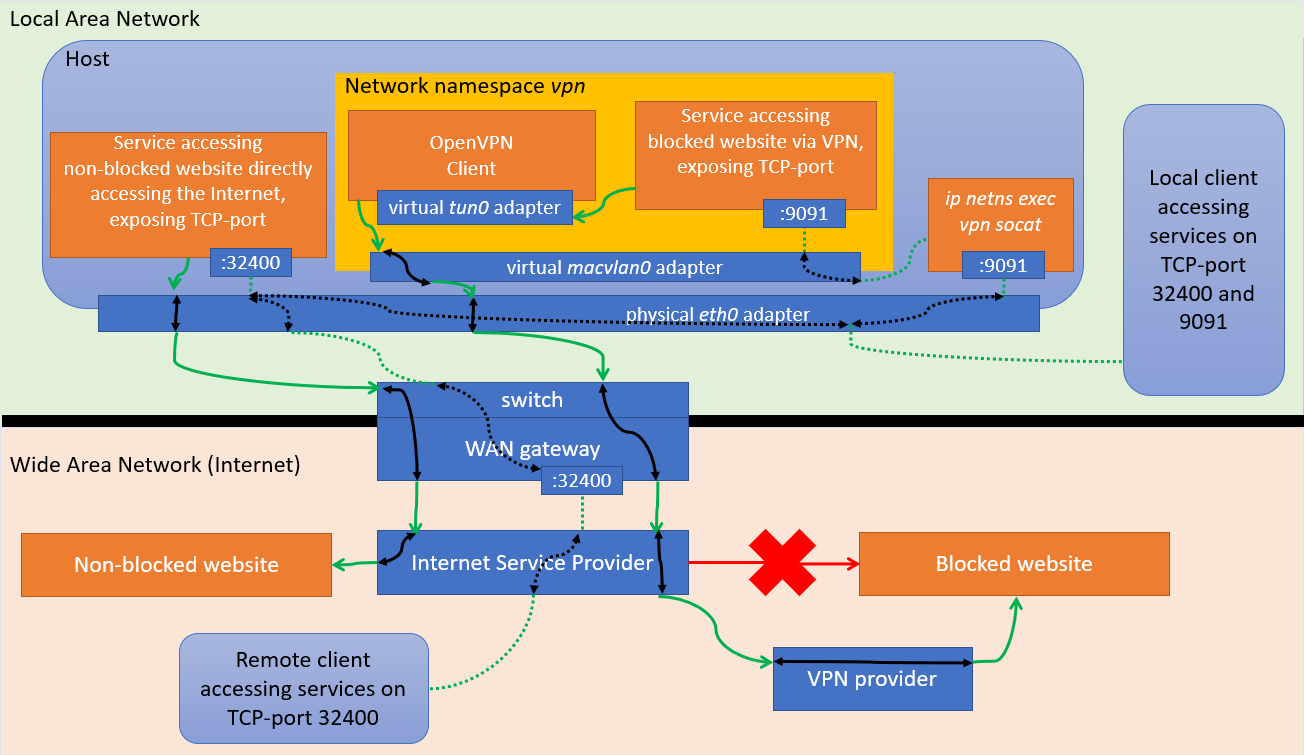 Local Area Network
Host
Network namespace vpn
Service accessing
non-blocked website directly
accessing the Internet,
exposing TCP-port
:32400
OpenVPN
Client
virtual tun0 adapter
Service accessing
blocked website via VPN,
exposing TCP-port
:9091
ip netns exec
vpn socat
:9091
virtual macvlan0 adapter
physical eth0 adapter
Local client
accessing
services on
TCP-port
32400 and
9091
switch
WAN gateway
:32400
Wide Area Network (Internet)
Non-blocked website
Internet Service Provider
Blocked website
Remote client
accessing services on
TCP-port 32400
VPN provider